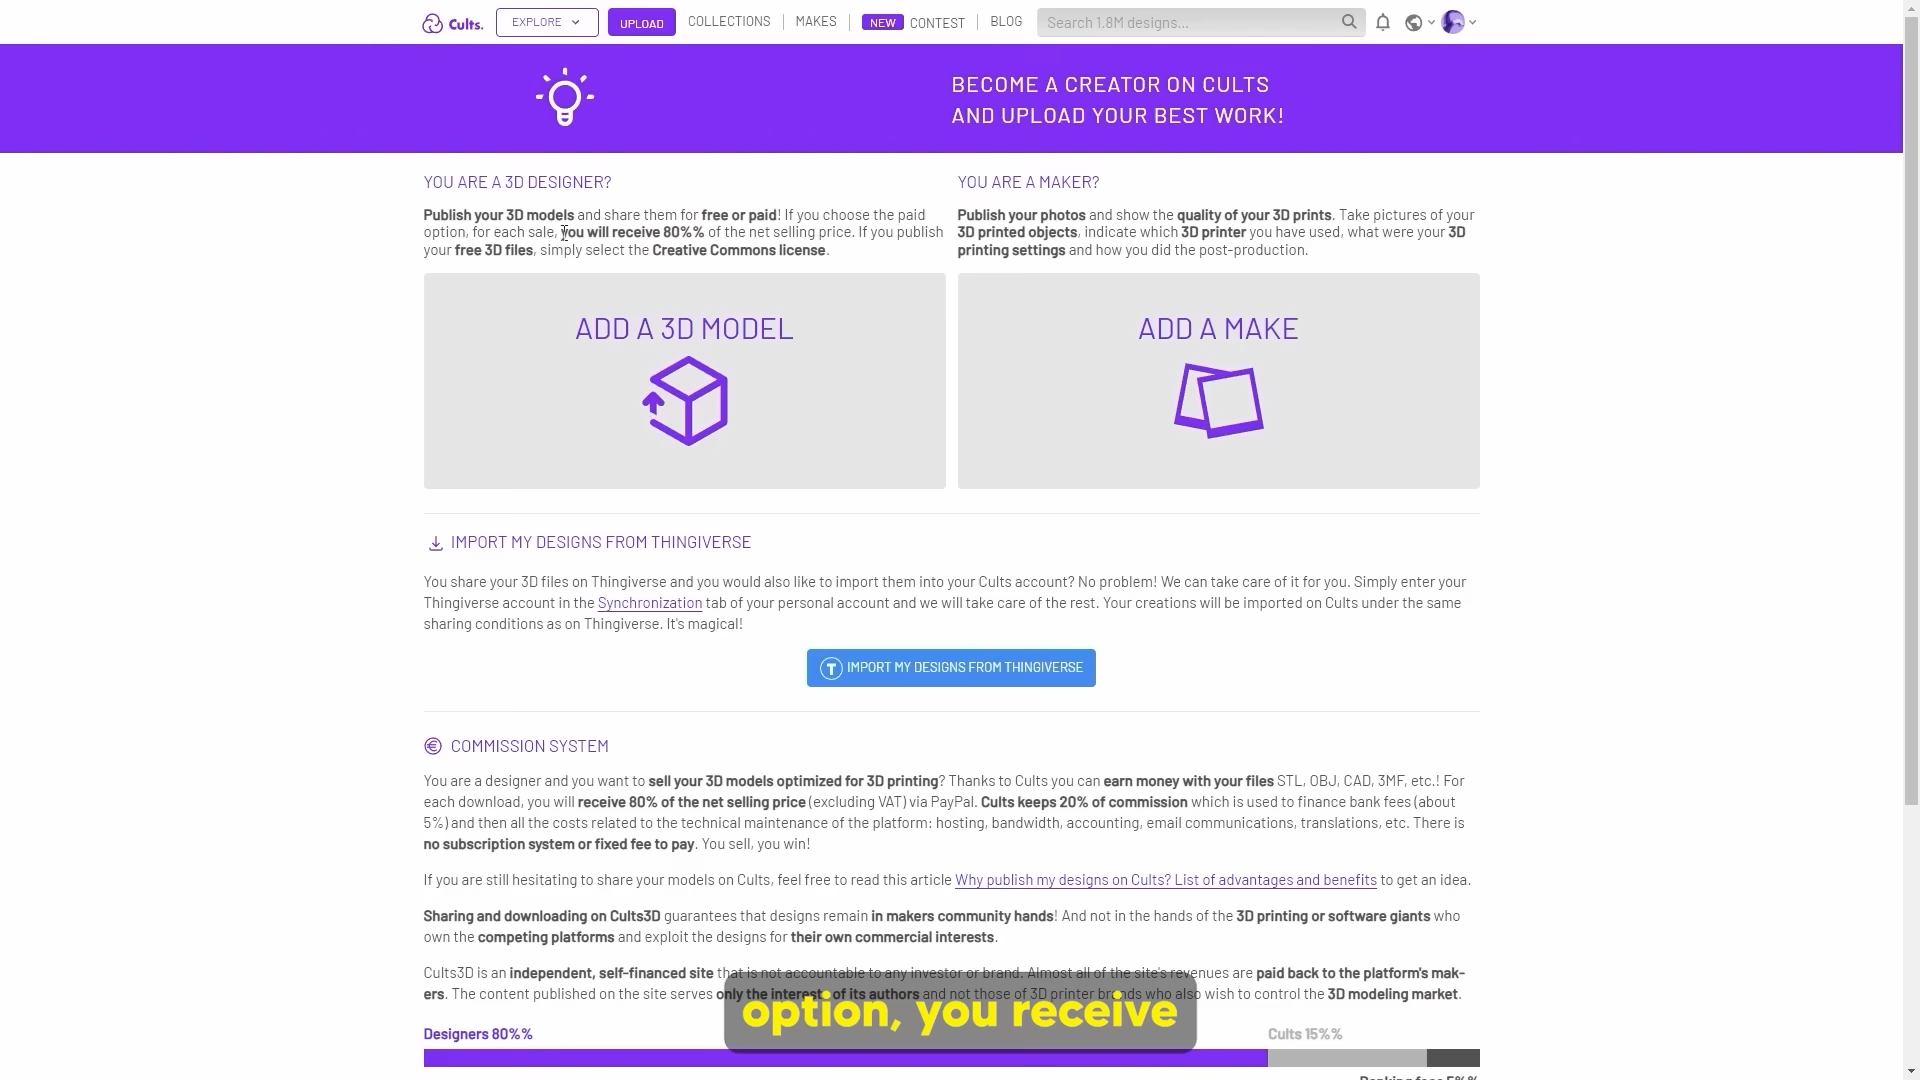 Cults.
EXPLORE
UPLOAD
COLLECTIONS
MAKES
NEW CONTEST
BLOG
Search 1.8M designs...
BECOME A CREATOR ON CULTS
AND UPLOAD YOUR BEST WORK!
YOU ARE A 3D DESIGNER?
Publish your 3D models and share them for free or paid! If you choose the paid
option, for each sale, you will receive 80%% of the net selling price. If you publish
your free 3D files, simply select the Creative Commons license.
ADD A 3D MODEL
YOU ARE A MAKER?
Publish your photos and show the quality of your 3D prints. Take pictures of your
3D printed objects, indicate which 3D printer you have used, what were your 3D
printing settings and how you did the post-production.
ADD A MAKE
IMPORT MY DESIGNS FROM THINGIVERSE
You share your 3D files on Thingiverse and you would also like to import them into your Cults account? No problem! We can take care of it for you. Simply enter your
Thingiverse account in the Synchronization tab of your personal account and we will take care of the rest. Your creations will be imported on Cults under the same
sharing conditions as on Thingiverse. It's magical!
T IMPORT MY DESIGNS FROM THINGIVERSE
€ COMMISSION SYSTEM
You are a designer and you want to sell your 3D models optimized for 3D printing? Thanks to Cults you can earn money with your files STL, OBJ, CAD, 3MF, etc.! For
each download, you will receive 80% of the net selling price (excluding VAT) via PayPal. Cults keeps 20% of commission which is used to finance bank fees (about
5%) and then all the costs related to the technical maintenance of the platform: hosting, bandwidth, accounting, email communications, translations, etc. There is
no subscription system or fixed fee to pay. You sell, you win!
If you are still hesitating to share your models on Cults, feel free to read this article Why publish my designs on Cults? List of advantages and benefits to get an idea.
Sharing and downloading on Cults3D guarantees that designs remain in makers community hands! And not in the hands of the 3D printing or software giants who
own the competing platforms and exploit the designs for their own commercial interests.
Cults3D is an independent, self-financed site that is not accountable to any investor or brand. Almost all of the site's revenues are paid back to the platform's mak-
ers. The content published on the site serves only the interests of its authors and not those of 3D printer brands who also wish to control the 3D modeling market.
option, you receive
Designers 80%%
Cults 15%%
Banking fees 5%%